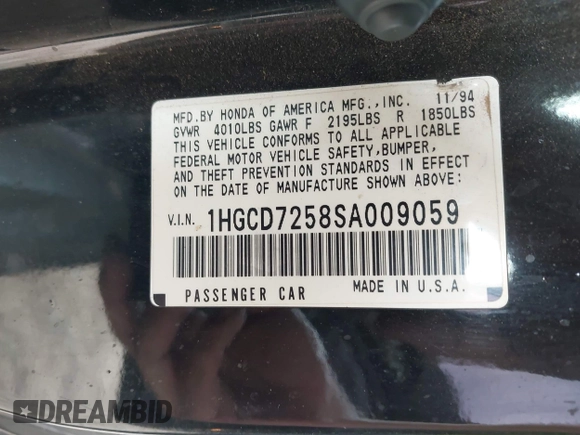 MFD.BY HONDA OF AMERICA MFG.,INC. 11/94
GVWR 4010LBS GAWR F 2195LBS R 1850LBS
THIS VEHICLE CONFORMS TO ALL APPLICABLE
FEDERAL MOTOR VEHICLE SAFETY,BUMPER,
AND THEFT PREVENTION STANDARDS IN EFFECT
ON THE DATE OF MANUFACTURE SHOWN ABOVE:
V.I.N. 1HGCD7258SA009059
PASSENGER CAR MADE IN U.S.A.
DREAMBID